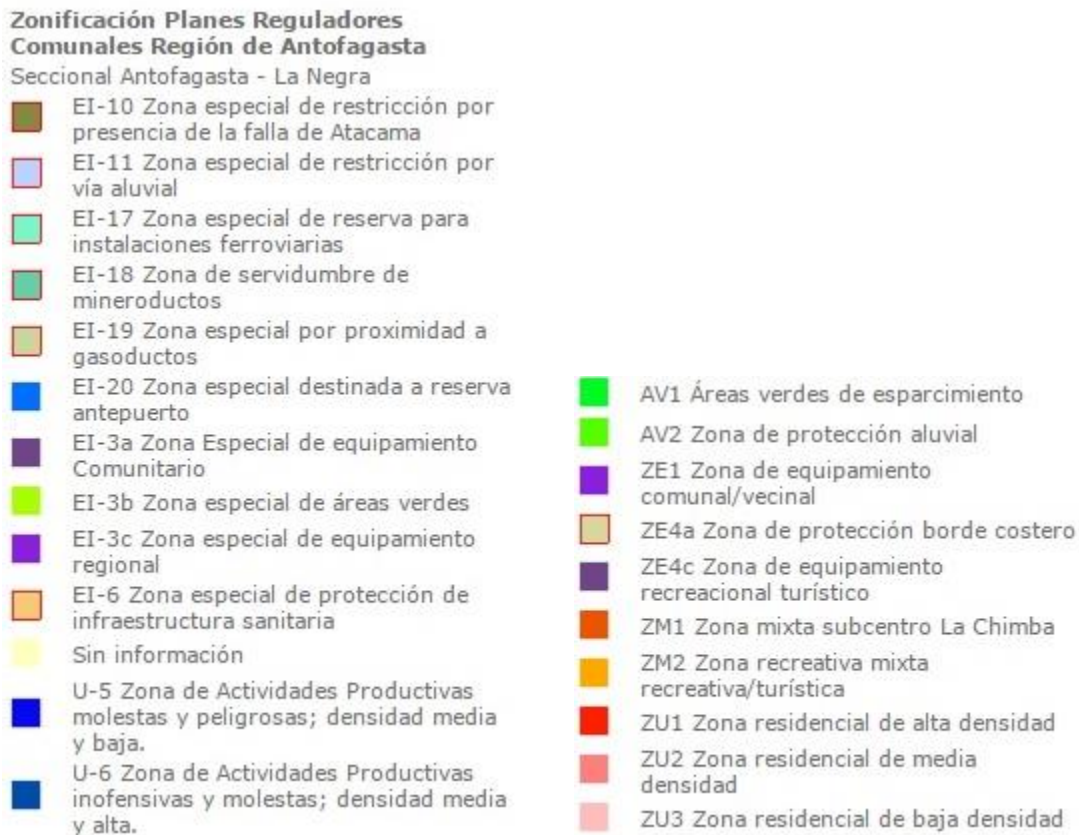 Zonificación Planes Reguladores
Comunales Región de Antofagasta
Seccional Antofagasta - La Negra
EI-10 Zona especial de restricción por
presencia de la falla de Atacama
EI-11 Zona especial de restricción por
vía aluvial
EI-17 Zona especial de reserva para
instalaciones ferroviarias
EI-18 Zona de servidumbre de
mineroductos
EI-19 Zona especial por proximidad a
gasoductos
EI-20 Zona especial destinada a reserva
antepuerto
EI-3a Zona Especial de equipamiento
Comunitario
EI-3b Zona especial de áreas verdes
EI-3c Zona especial de equipamiento
regional
EI-6 Zona especial de protección de
infraestructura sanitaria
Sin información
U-5 Zona de Actividades Productivas
molestas y peligrosas; densidad media
y baja.
U-6 Zona de Actividades Productivas
inofensivas y molestas; densidad media
y alta.
AV1 Áreas verdes de esparcimiento
AV2 Zona de protección aluvial
ZE1 Zona de equipamiento
comunal/vecinal
ZE4a Zona de protección borde costero
ZE4c Zona de equipamiento
recreacional turístico
ZM1 Zona mixta subcentro La Chimba
ZM2 Zona recreativa mixta
recreativa/turística
ZU1 Zona residencial de alta densidad
ZU2 Zona residencial de media
densidad
ZU3 Zona residencial de baja densidad